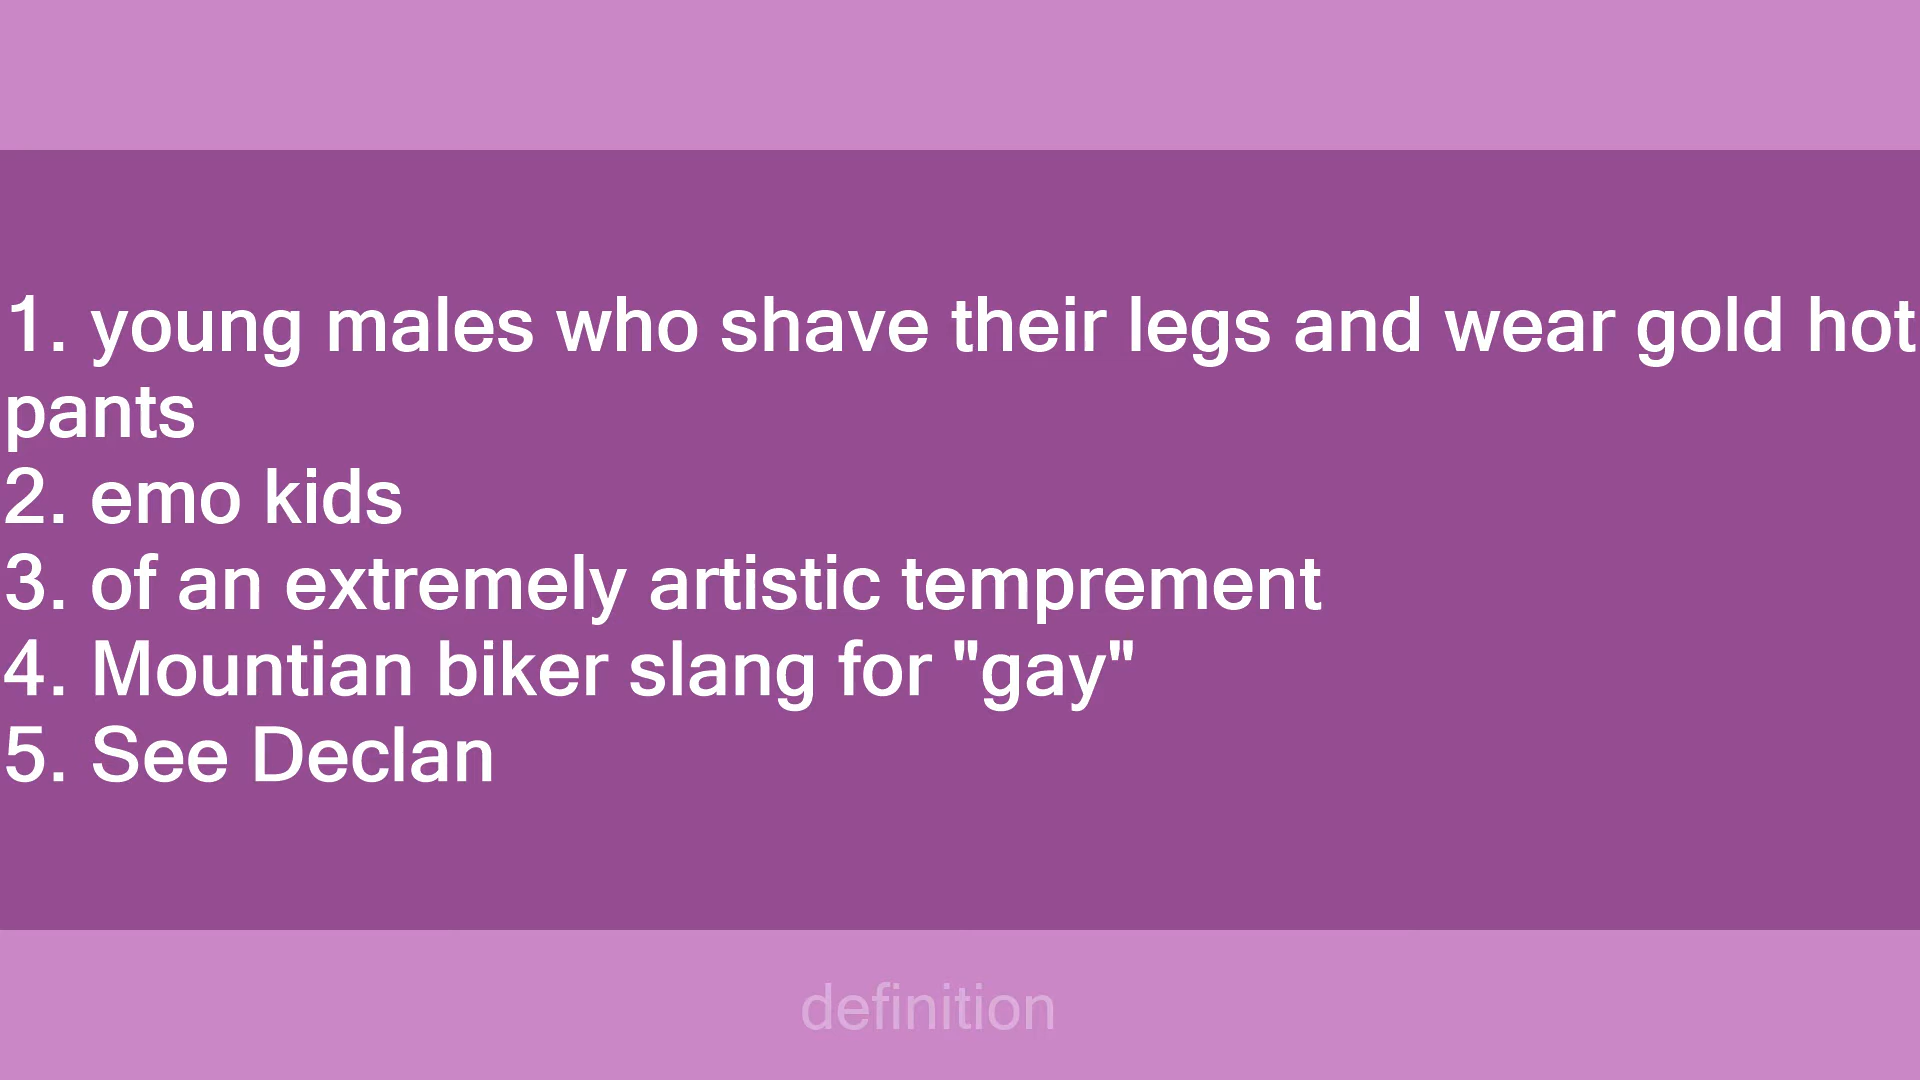 1. young males who shave their legs and wear gold hot
pants
2. emo kids
3. of an extremely artistic temprement
4. Mountian biker slang for "gay"
5. See Declan
definition